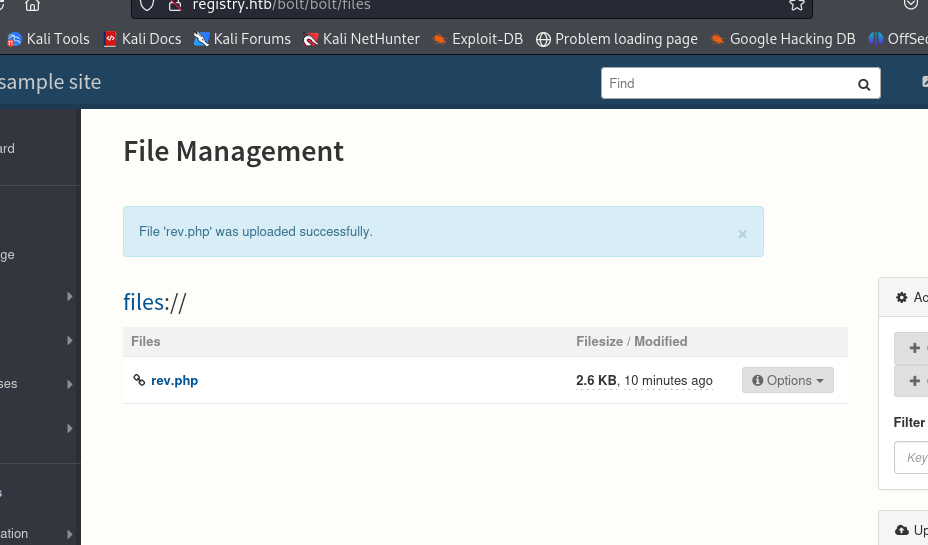 registry.htb/bolt/bolt/files
Kali Tools Kali Docs Kali Forums Kali NetHunter Exploit-DB Problem loading page Google Hacking DB OffSec
sample site Find
ard
File Management
File 'rev.php' was uploaded successfully. ×
ge
files://
Ac
Files Filesize / Modified
rev.php 2.6 KB, 10 minutes ago Options
ses
Filter
Key
s
ation
Up